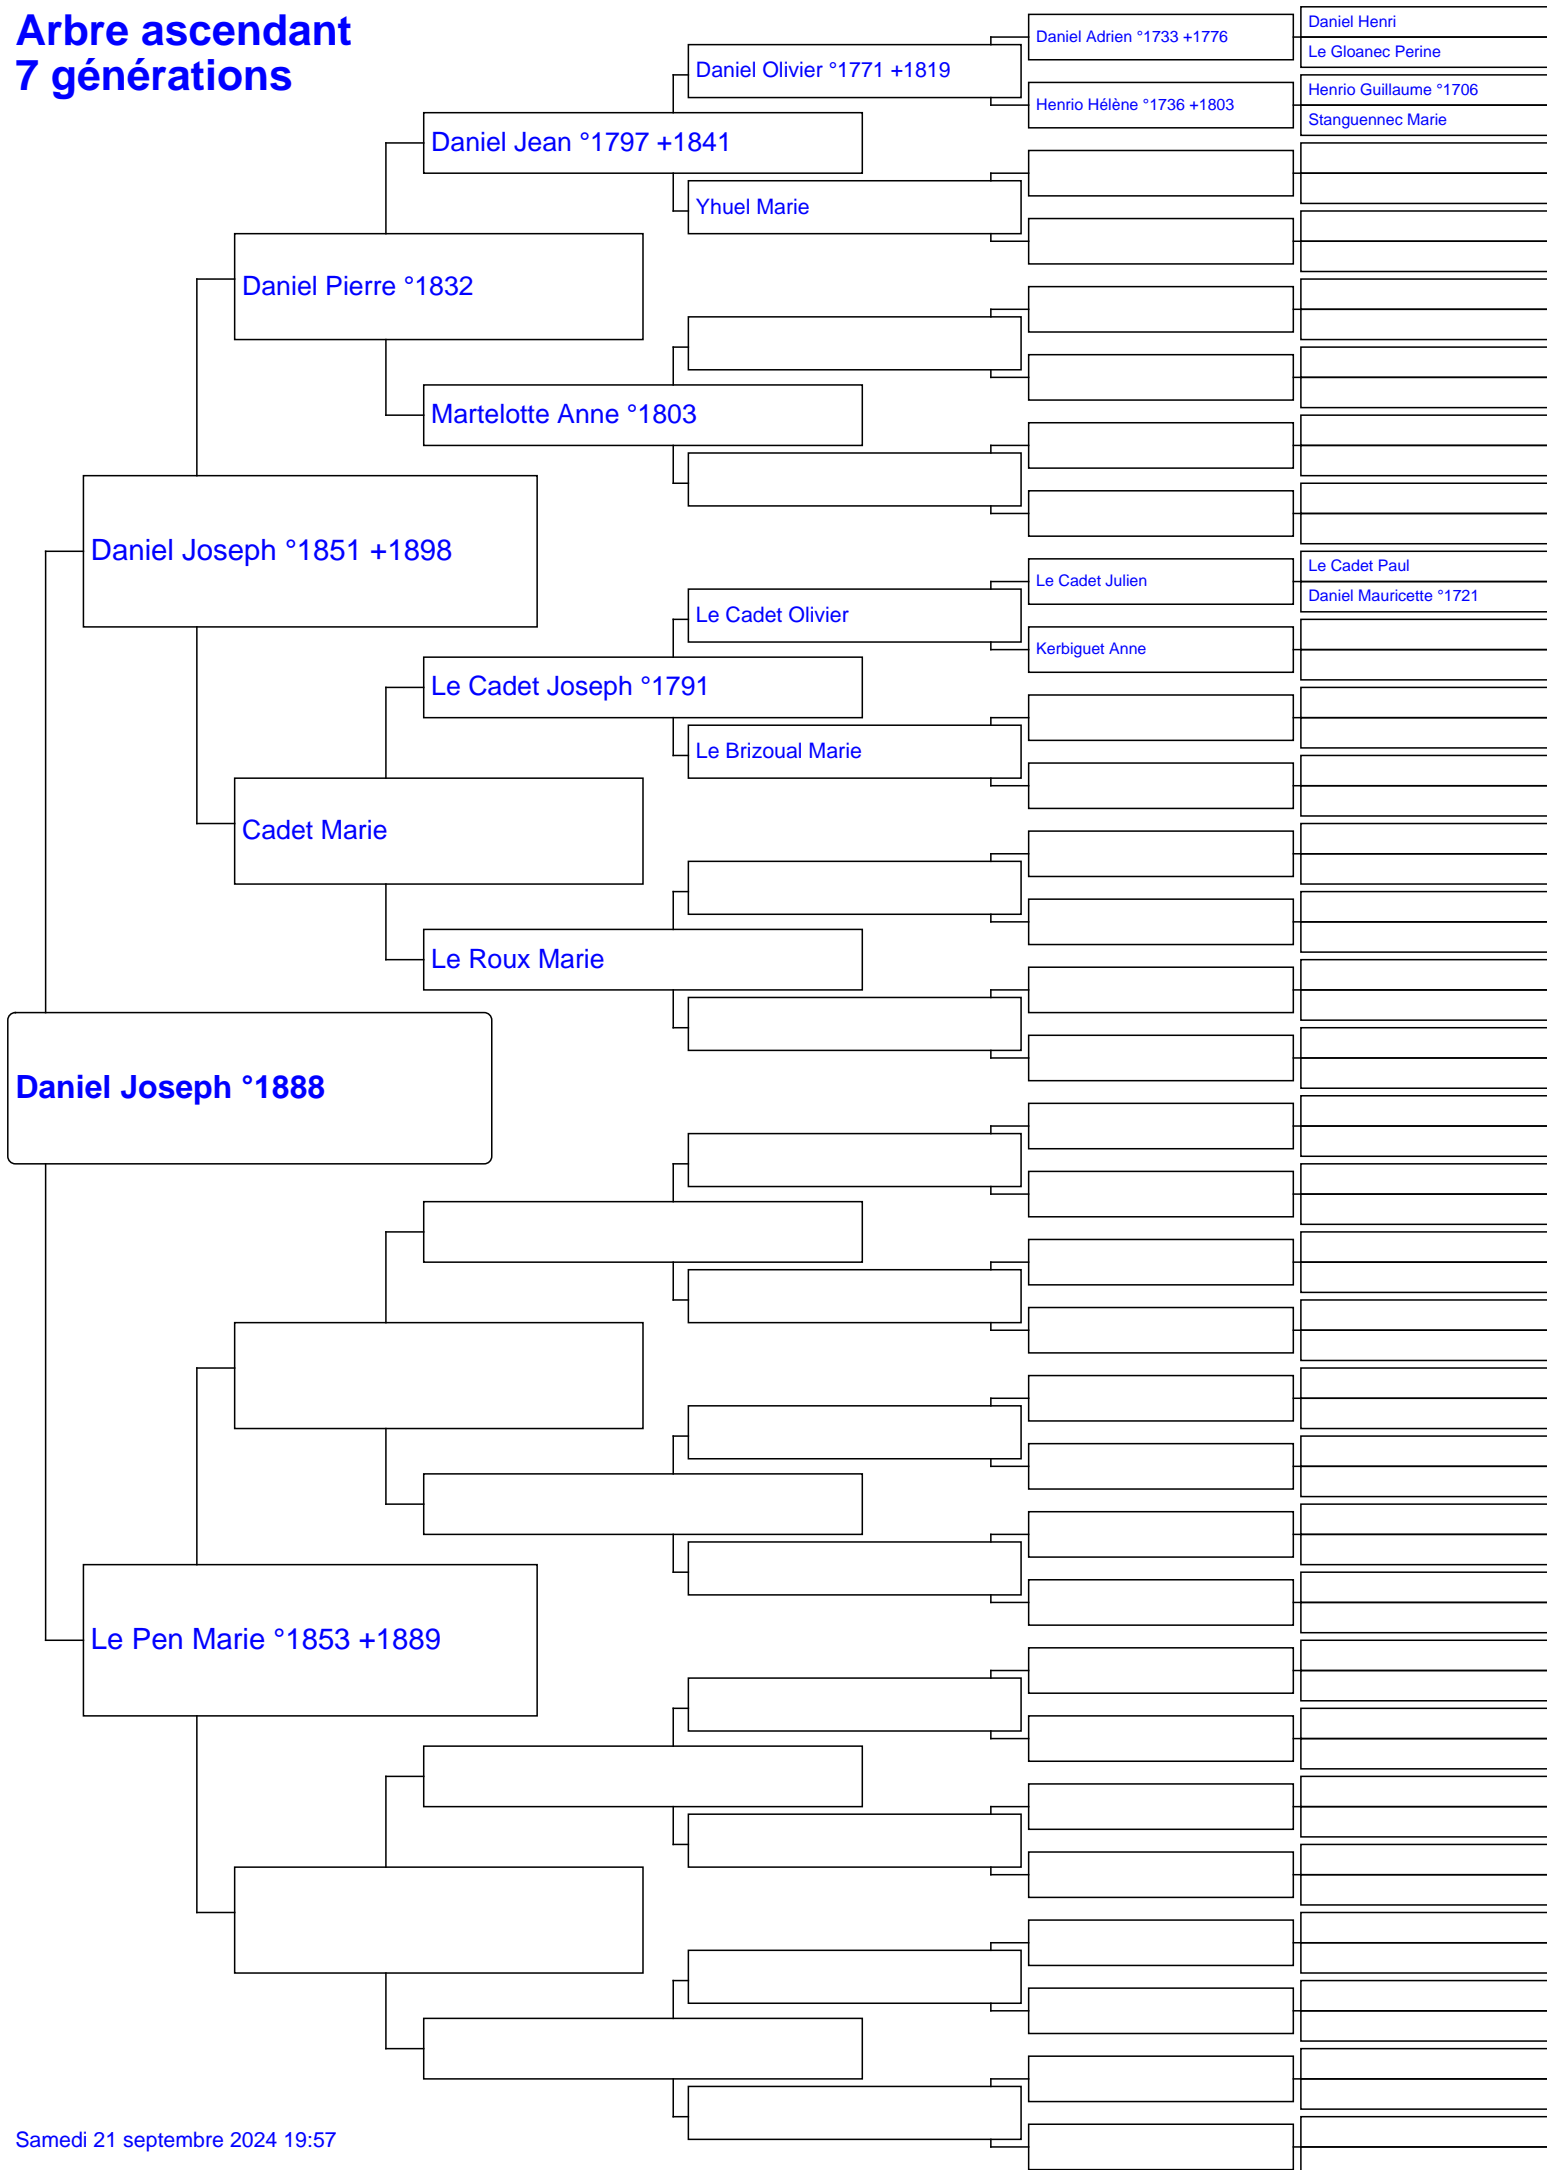 Arbre ascendant
7 générations
Daniel Henri
Daniel Adrien °1733 +1776
Le Gloanec Perine
Daniel Olivier °1771 +1819
Henrio Guillaume °1706
Henrio Hélène °1736 +1803
Stanguennec Marie
Daniel Jean °1797 +1841
Yhuel Marie
Daniel Pierre °1832
Martelotte Anne °1803
Daniel Joseph °1851 +1898
Le Cadet Paul
Le Cadet Julien
Daniel Mauricette °1721
Le Cadet Olivier
Kerbiguet Anne
Le Cadet Joseph °1791
Le Brizoual Marie
Cadet Marie
Le Roux Marie
Daniel Joseph °1888
Le Pen Marie °1853 +1889
Samedi 21 septembre 2024 19:57